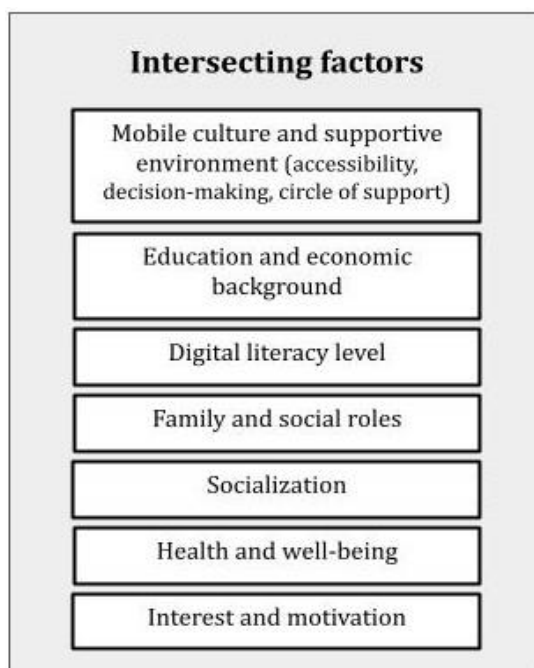 Intersecting factors
Mobile culture and supportive
environment (accessibility,
decision-making, circle of support)
Education and economic
background
Digital literacy level
Family and social roles
Socialization
Health and well-being
Interest and motivation